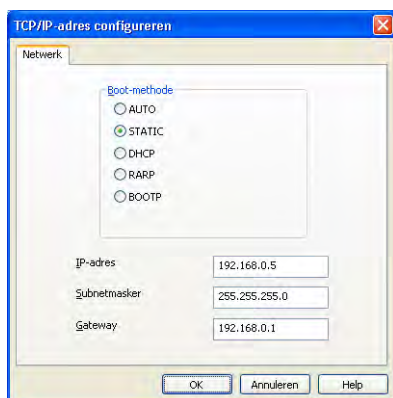 TCP/IP-adres configureren
Netwerk
Boot-methode
AUTO
STATIC
DHCP
RARP
BOOTP
IP-adres 192.168.0.5
Subnetmasker 255.255.255.0
Gateway 192.168.0.1
OK Annuleren Help